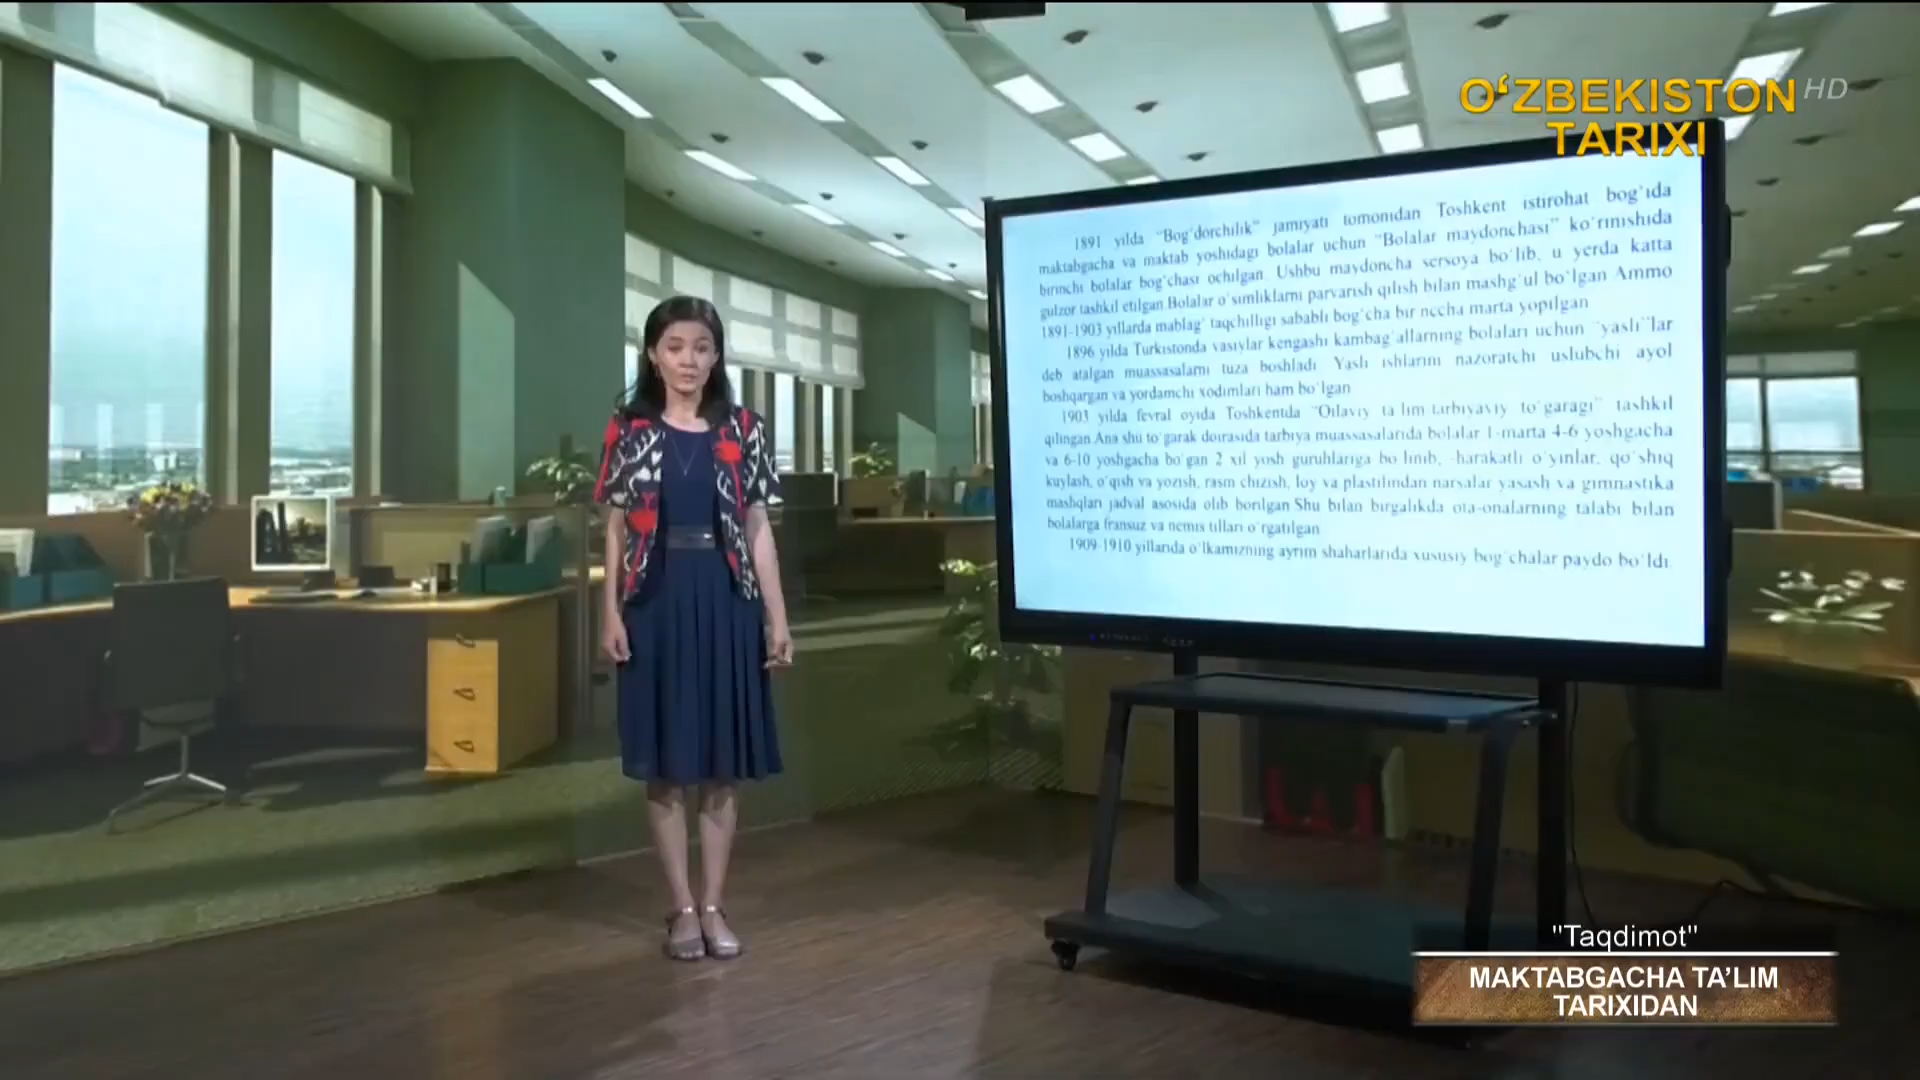 O‘ZBEKISTON HD
TARIXI
1891 yilda "Bog'dorchilik" jamiyati tomonidan Toshkent istirohat bog'ida
maktabgacha va maktab yoshidagi bolalar uchun "Bolalar maydonchasi" ko'rinishida
birinchi bolalar bog'chasi ochilgan. Ushbu maydoncha sersoya bo'lib, u yerda katta
gulzor tashkil etilgan Bolalar o'simliklarni parvarish qilish bilan mashg'ul bo'lgan Ammo
1891-1903 yillarda mablag' taqchilligi sababli bog'cha bir necha marta yopilgan
1896 yilda Turkistonda vasiylar kengashi kambag'allarning bolalari uchun "yasli"lar
deb atalgan muassasalarni tuza boshladi Yasli ishlarini nazoratchi uslubchi ayol
boshqargan va yordamchi xodimlari ham bo'lgan
1903 yilda fevral oyida Toshkentda "Oilaviy ta'lim-tarbiyaviy to'garagi" tashkil
qilingan Ana shu to'garak doirasida tarbiya muassasalarida bolalar 1-marta 4-6 yoshgacha
va 6-10 yoshgacha bo'gan 2 xil yosh guruhlariga bo'linib, -harakatli o'yinlar, qo'shiq
kuylash, o'qish va yozish, rasm chizish, loy va plastilindan narsalar yasash va gimnastika
mashqlari jadval asosida olib borilgan Shu bilan birgalikda ota-onalarning talabi bilan
bolalarga fransuz va nemis tillari o'rgatilgan
1909-1910 yillarida o'lkamizning ayrim shaharlarida xususiy bog'chalar paydo bo'ldi.
"Taqdimot"
MAKTABGACHA TA’LIM
TARIXIDAN